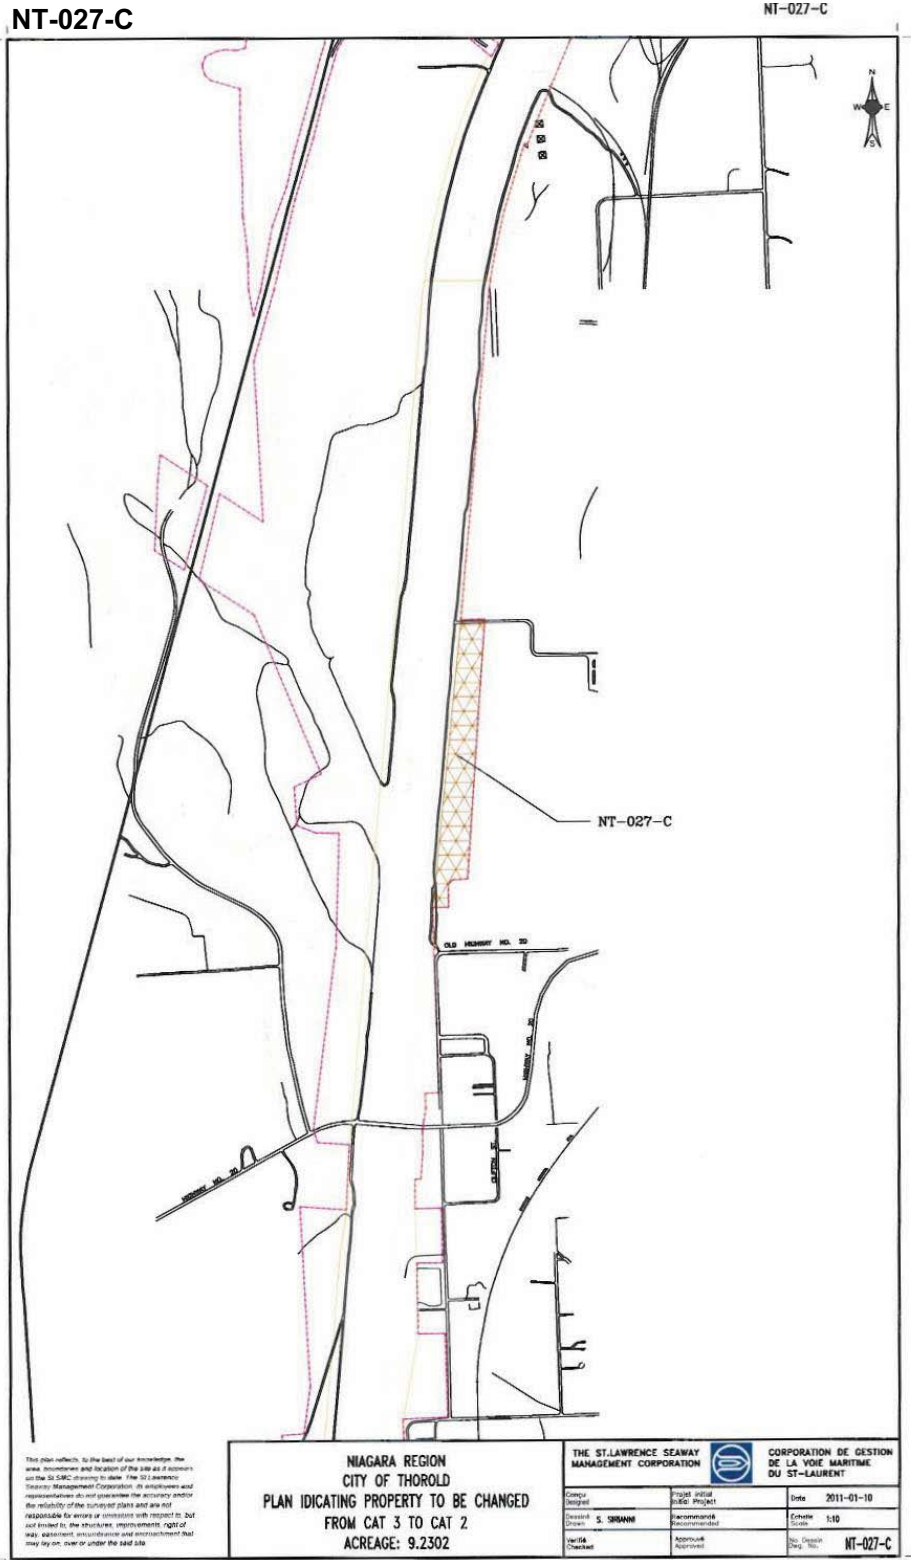 NT-027-C
NT-027-C
N
W E
S
NT-027-C
OLD HIGHWAY NO. 20
HIGHWAY NO. 20
CLIFTON ST.
HIGHWAY NO. 20
This plan reflects, to the best of our knowledge, the
area, boundaries and location of the site as it appears
on the St.SMC drawing to date. The St.Lawrence
Seaway Management Corporation, its employees and
representatives do not guarantee the accuracy and/or
the reliability of the surveyed plans and are not
responsible for errors or omissions with respect to, but
not limited to, the structures, improvements, right of
way, easement, encumbrance and encroachment that
may lay on, over or under the said site.
NIAGARA REGION
CITY OF THOROLD
PLAN IDICATING PROPERTY TO BE CHANGED
FROM CAT 3 TO CAT 2
ACREAGE: 9.2302
THE ST.LAWRENCE SEAWAY
MANAGEMENT CORPORATION
CORPORATION DE GESTION
DE LA VOIE MARITIME
DU ST-LAURENT
Conçu
Designed
Projet initial
Initial Project
Date 2011-01-10
Dessiné
Drawn
S. SIRIANNI
Recommandé
Recommended
Échelle
Scale
1:10
Vérifié
Checked
Approuvé
Approved
No. Dessin
Dwg. No.
NT-027-C